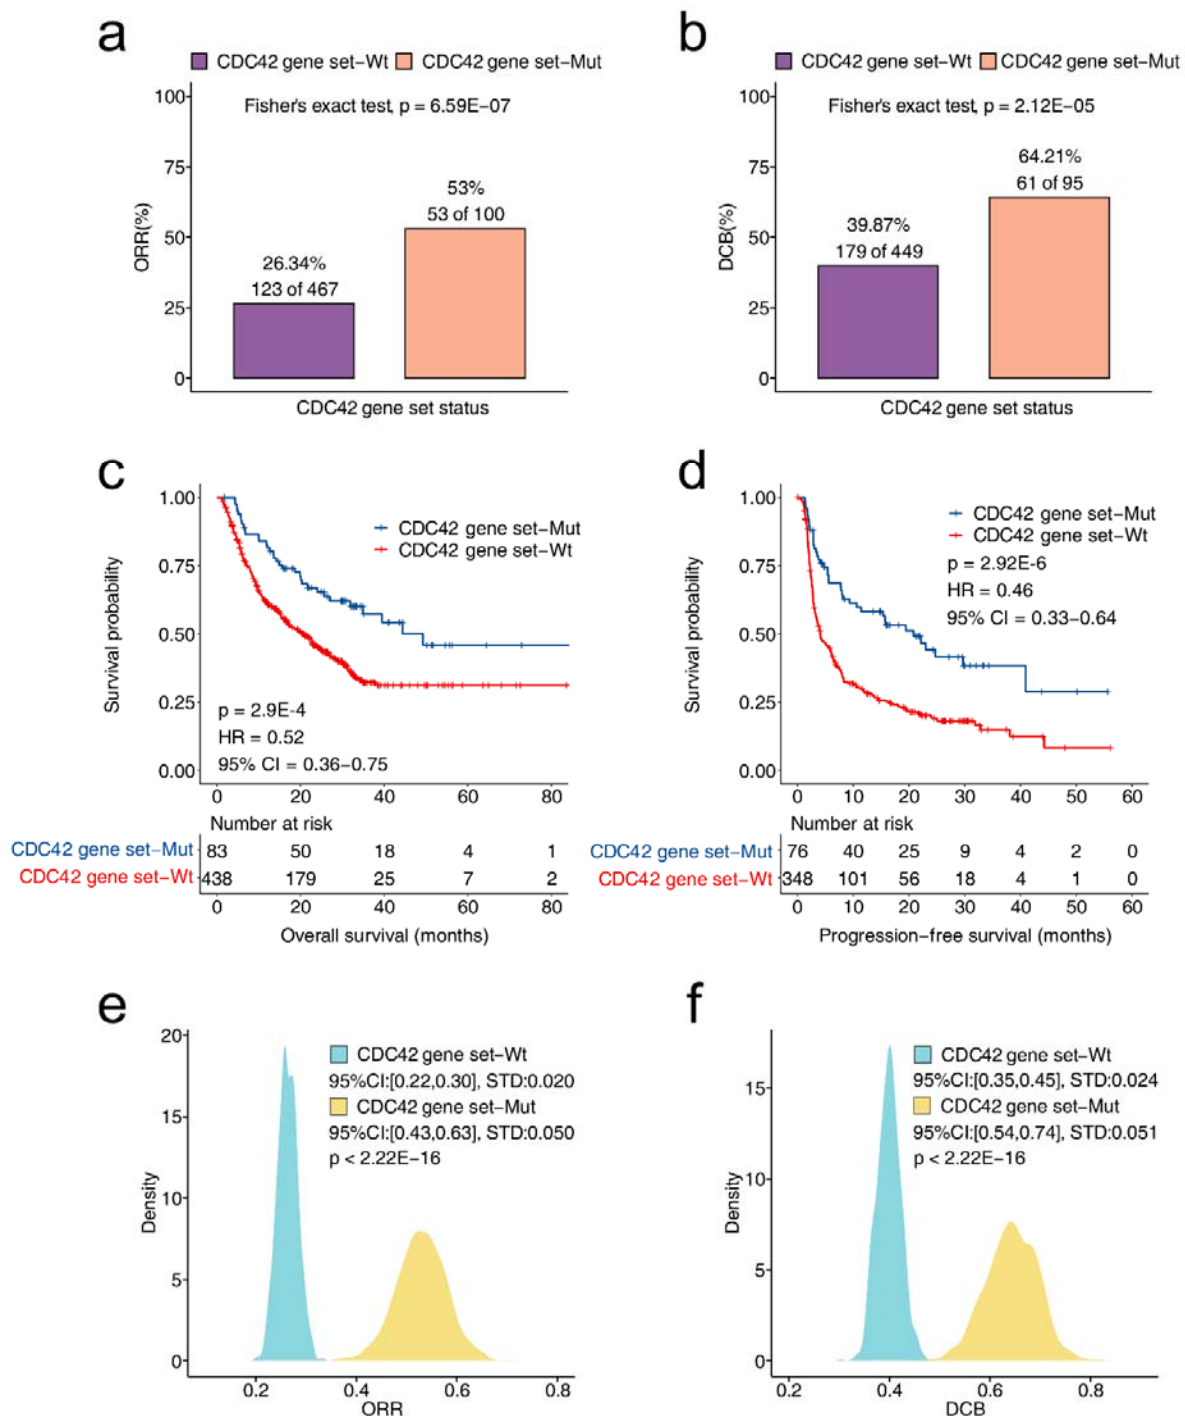 a
CDC42 gene set–Wt CDC42 gene set–Mut
Fisher's exact test, p = 6.59E−07
100
75
50
25
0
ORR(%)
26.34%
123 of 467
53%
53 of 100
CDC42 gene set status
b
CDC42 gene set–Wt CDC42 gene set–Mut
Fisher's exact test, p = 2.12E−05
100
75
50
25
0
DCB(%)
39.87%
179 of 449
64.21%
61 of 95
CDC42 gene set status
c
1.00
0.75
0.50
0.25
0.00
Survival probability
CDC42 gene set–Mut
CDC42 gene set–Wt
p = 2.9E-4
HR = 0.52
95% CI = 0.36–0.75
0 20 40 60 80
Number at risk
CDC42 gene set–Mut 83 50 18 4 1
CDC42 gene set–Wt 438 179 25 7 2
0 20 40 60 80
Overall survival (months)
d
1.00
0.75
0.50
0.25
0.00
Survival probability
CDC42 gene set–Mut
CDC42 gene set–Wt
p = 2.92E-6
HR = 0.46
95% CI = 0.33–0.64
0 10 20 30 40 50 60
Number at risk
CDC42 gene set–Mut 76 40 25 9 4 2 0
CDC42 gene set–Wt 348 101 56 18 4 1 0
0 10 20 30 40 50 60
Progression–free survival (months)
e
20
15
10
5
0
Density
CDC42 gene set–Wt
95%CI:[0.22,0.30], STD:0.020
CDC42 gene set–Mut
95%CI:[0.43,0.63], STD:0.050
p < 2.22E−16
0.2 0.4 0.6 0.8
ORR
f
15
10
5
0
Density
CDC42 gene set–Wt
95%CI:[0.35,0.45], STD:0.024
CDC42 gene set–Mut
95%CI:[0.54,0.74], STD:0.051
p < 2.22E−16
0.2 0.4 0.6 0.8
DCB